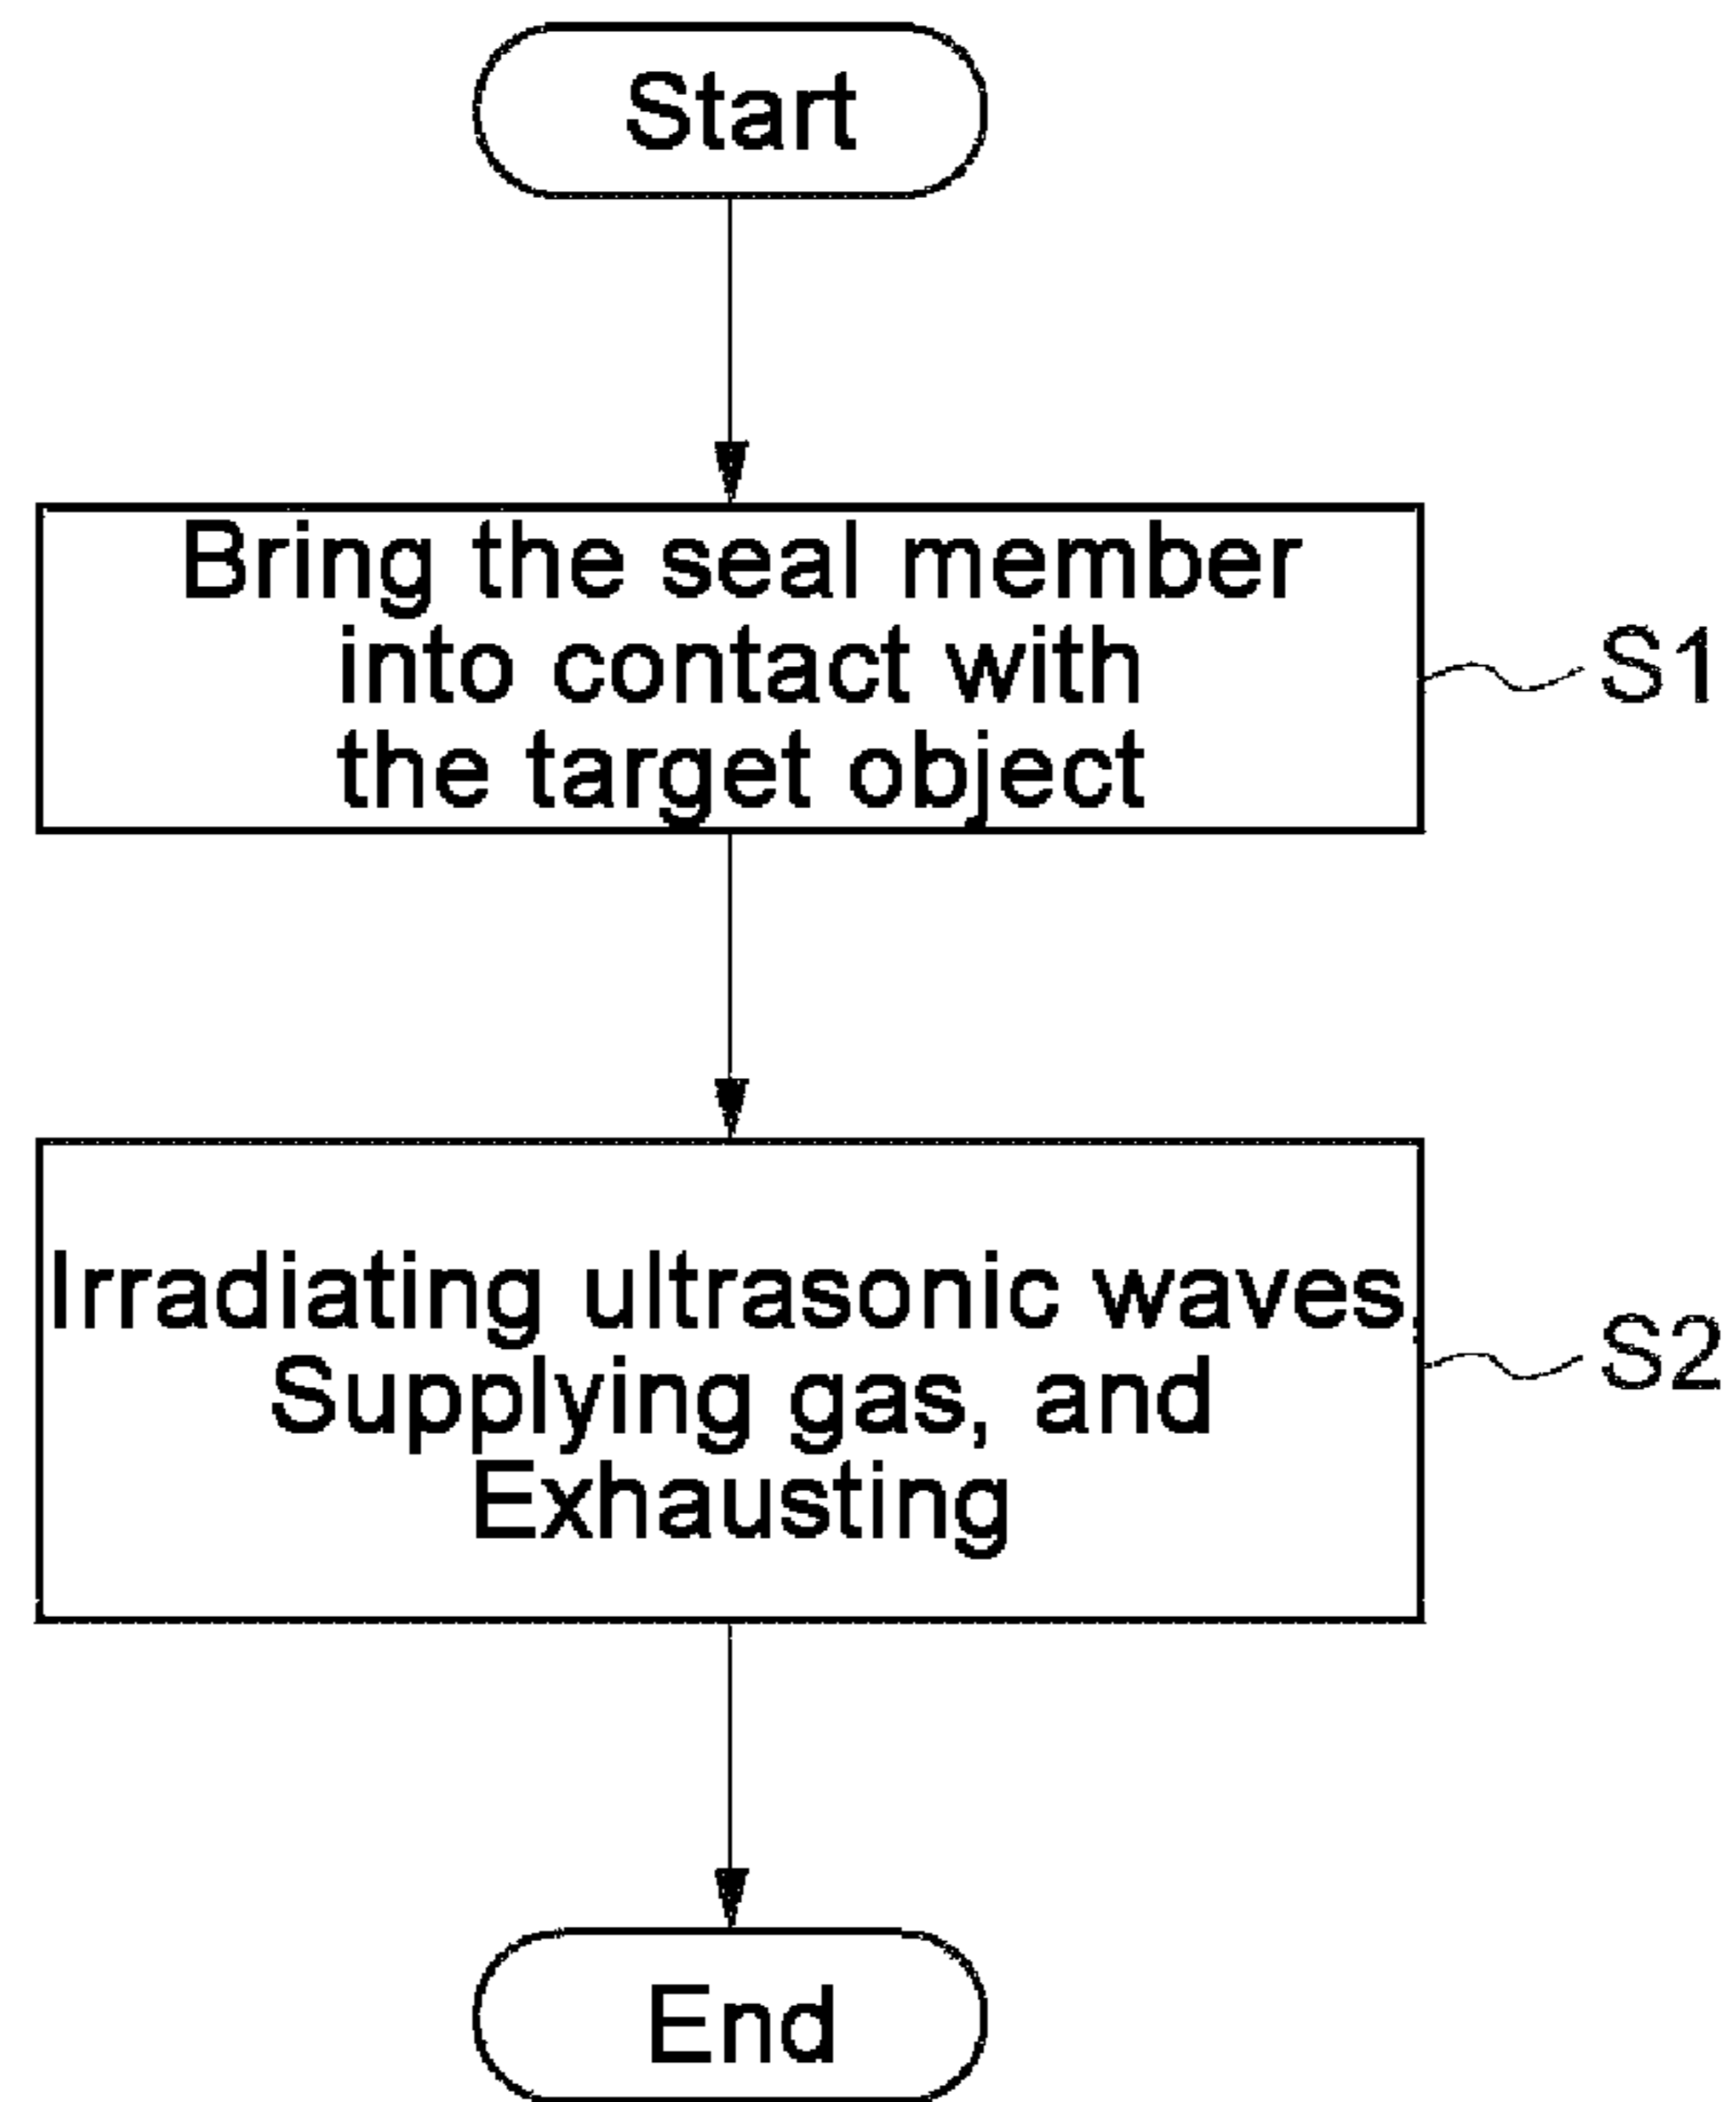 Start
Bring the seal member
into contact with
the target object
S1
Irradiating ultrasonic waves,
Supplying gas, and
Exhausting
S2
End